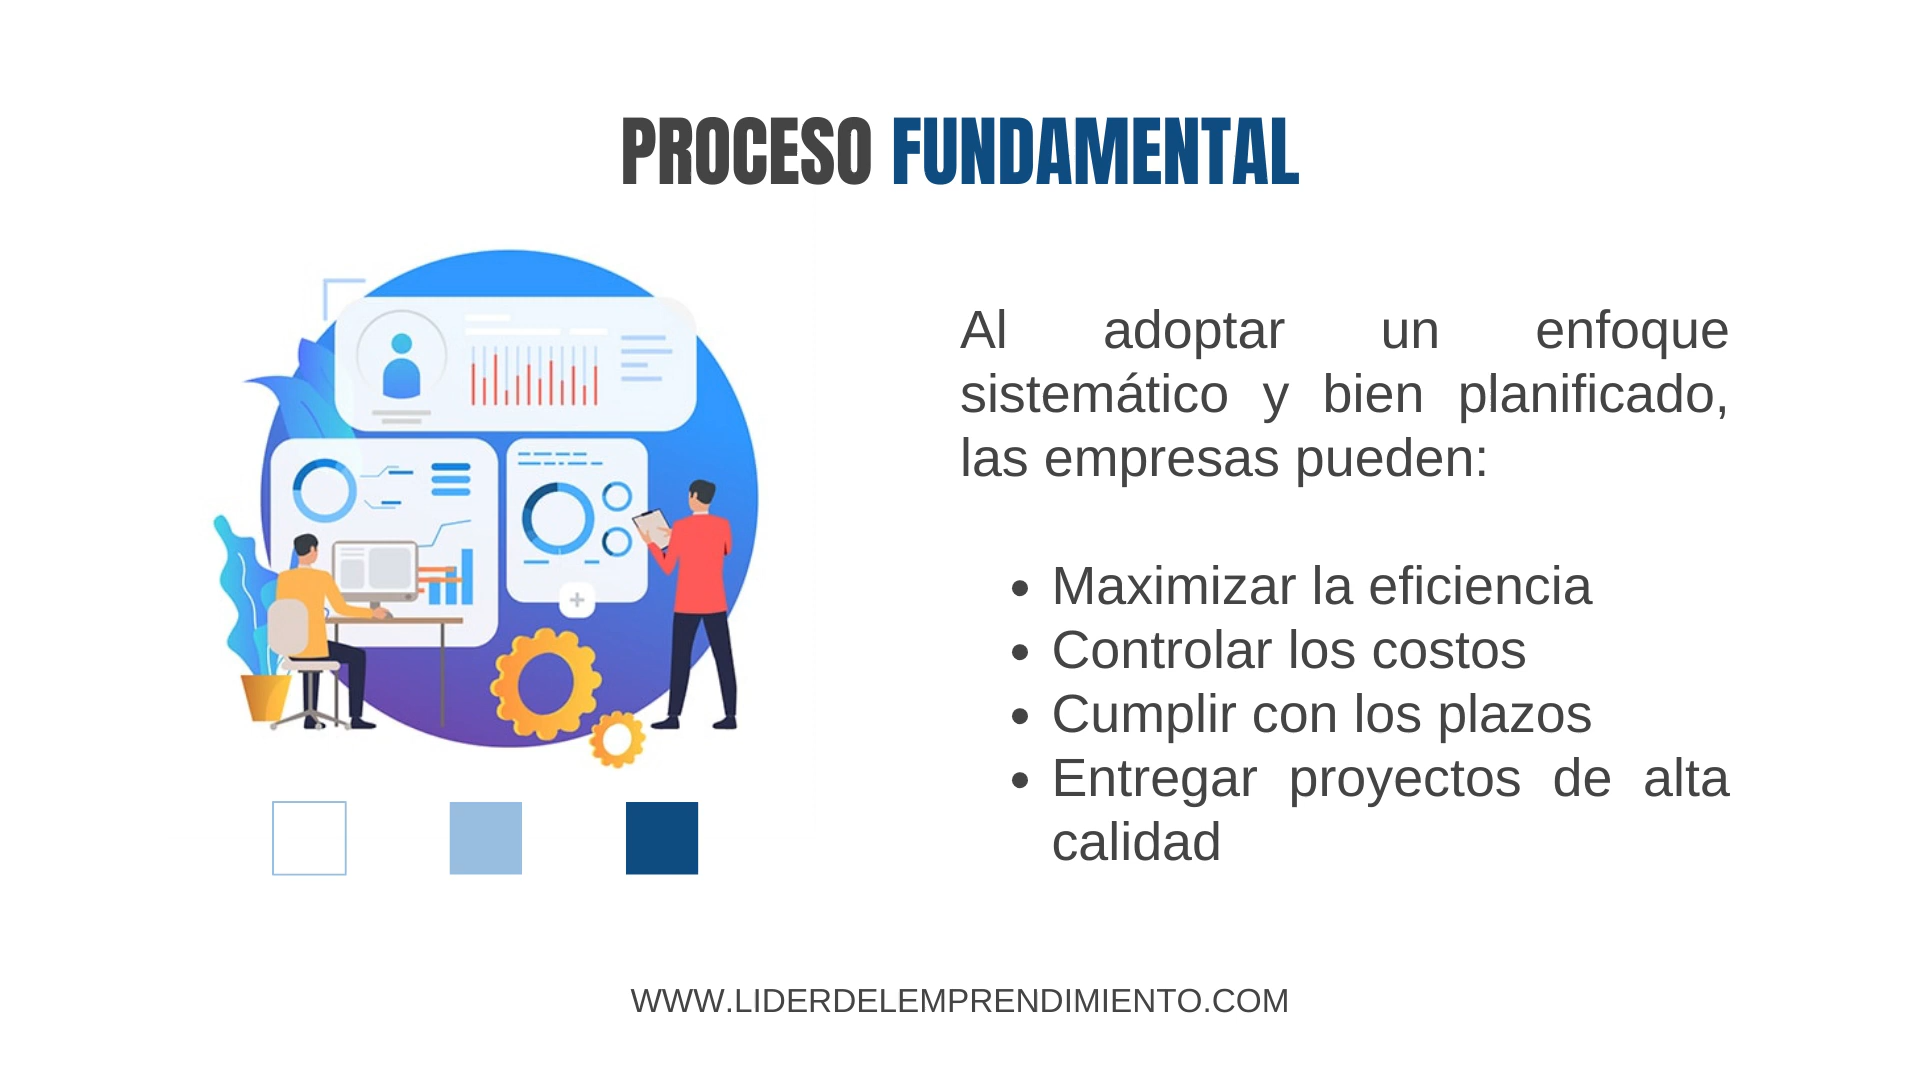 PROCESO FUNDAMENTAL
Al adoptar un enfoque
sistemático y bien planificado,
las empresas pueden:
• Maximizar la eficiencia
• Controlar los costos
• Cumplir con los plazos
• Entregar proyectos de alta
calidad
WWW.LIDERDELEMPRENDIMIENTO.COM